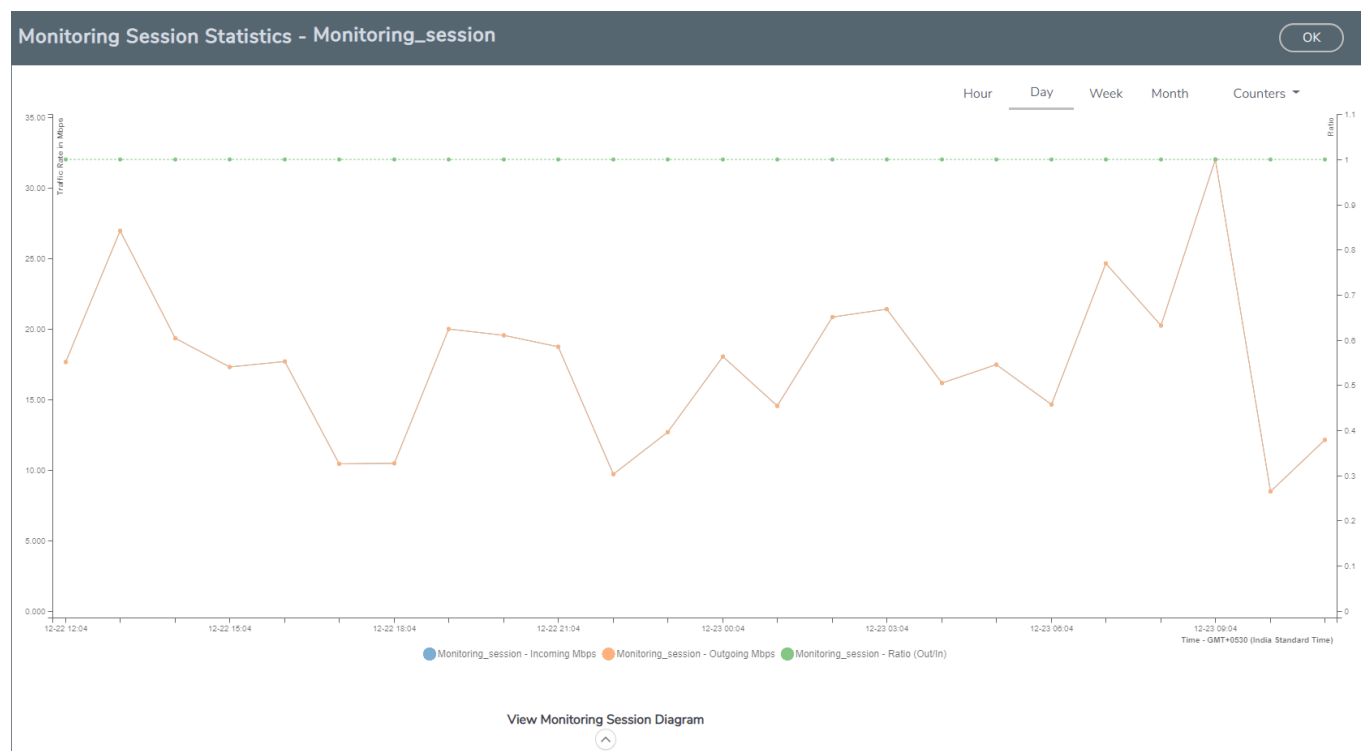 Monitoring Session Statistics - Monitoring_session
OK
Hour Day Week Month Counters
35.00
30.00
25.00
20.00
15.00
10.00
5.000
0.000
Traffic Rate in Mbps
Ratio
1.1
1
0.9
0.8
0.7
0.6
0.5
0.4
0.3
0.2
0.1
0
12-22 12:04 12-22 15:04 12-22 18:04 12-22 21:04 12-23 00:04 12-23 03:04 12-23 06:04 12-23 09:04
Time - GMT+0530 (India Standard Time)
Monitoring_session - Incoming Mbps Monitoring_session - Outgoing Mbps Monitoring_session - Ratio (Out/In)
View Monitoring Session Diagram